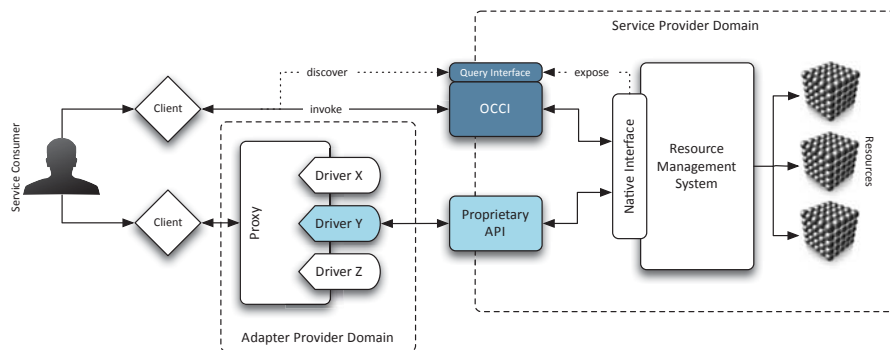 Service Provider Domain
discover
Query Interface
expose
Client
invoke
OCCI
Service Consumer
Native Interface
Resource
Management
System
Resources
Driver X
Client
Proxy
Driver Y
Proprietary
API
Driver Z
Adapter Provider Domain